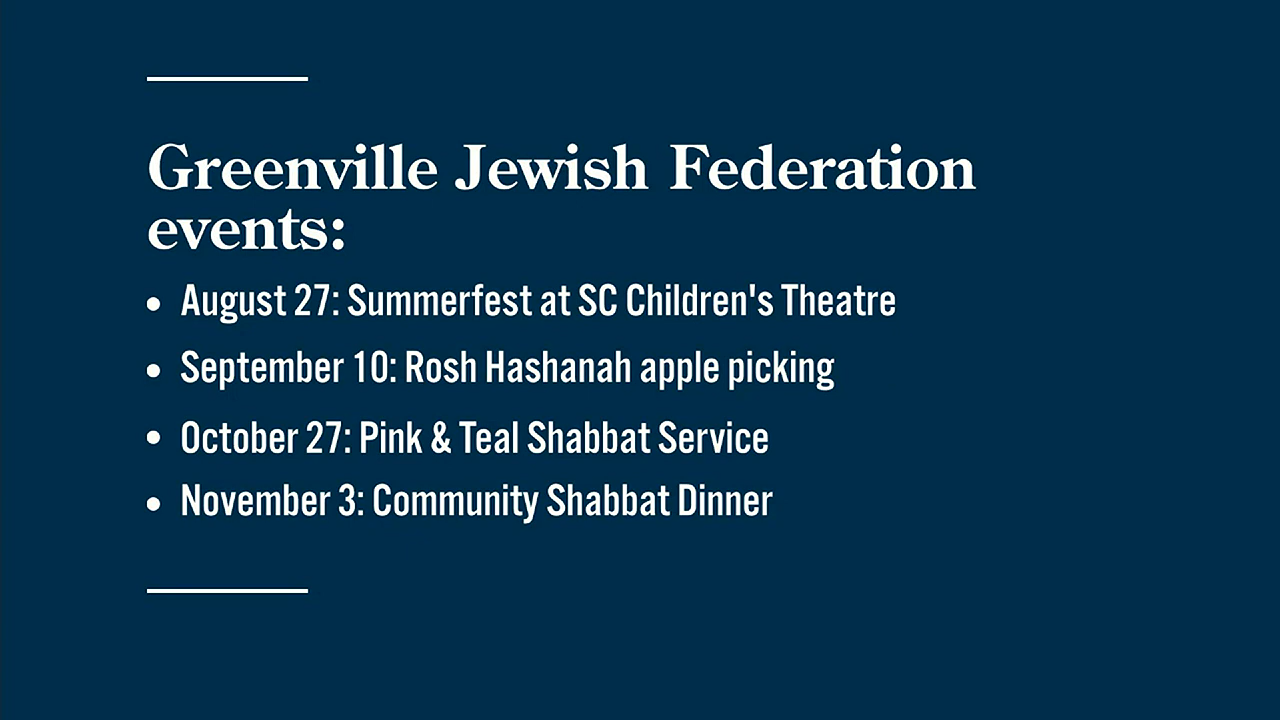 Greenville Jewish Federation
events:
• August 27: Summerfest at SC Children's Theatre
• September 10: Rosh Hashanah apple picking
• October 27: Pink & Teal Shabbat Service
• November 3: Community Shabbat Dinner